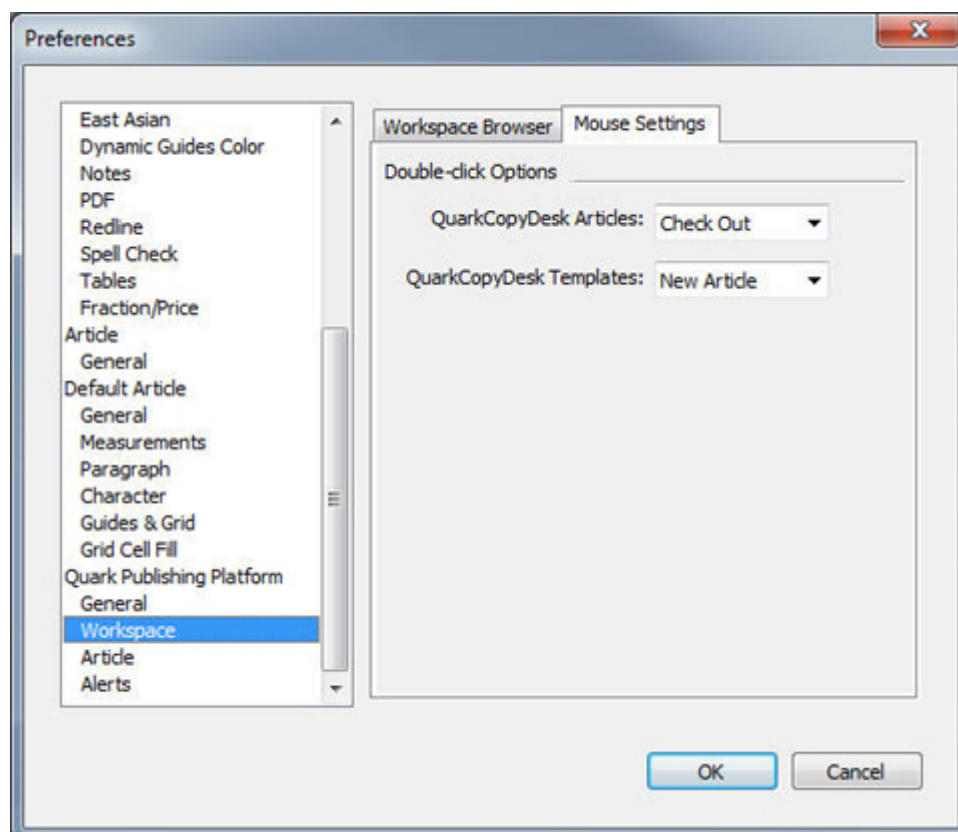 Preferences
East Asian
Dynamic Guides Color
Notes
PDF
Redline
Spell Check
Tables
Fraction/Price
Article
General
Default Article
General
Measurements
Paragraph
Character
Guides & Grid
Grid Cell Fill
Quark Publishing Platform
General
Workspace
Article
Alerts
Workspace Browser
Mouse Settings
Double-click Options
QuarkCopyDesk Articles: Check Out
QuarkCopyDesk Templates: New Article
OK
Cancel